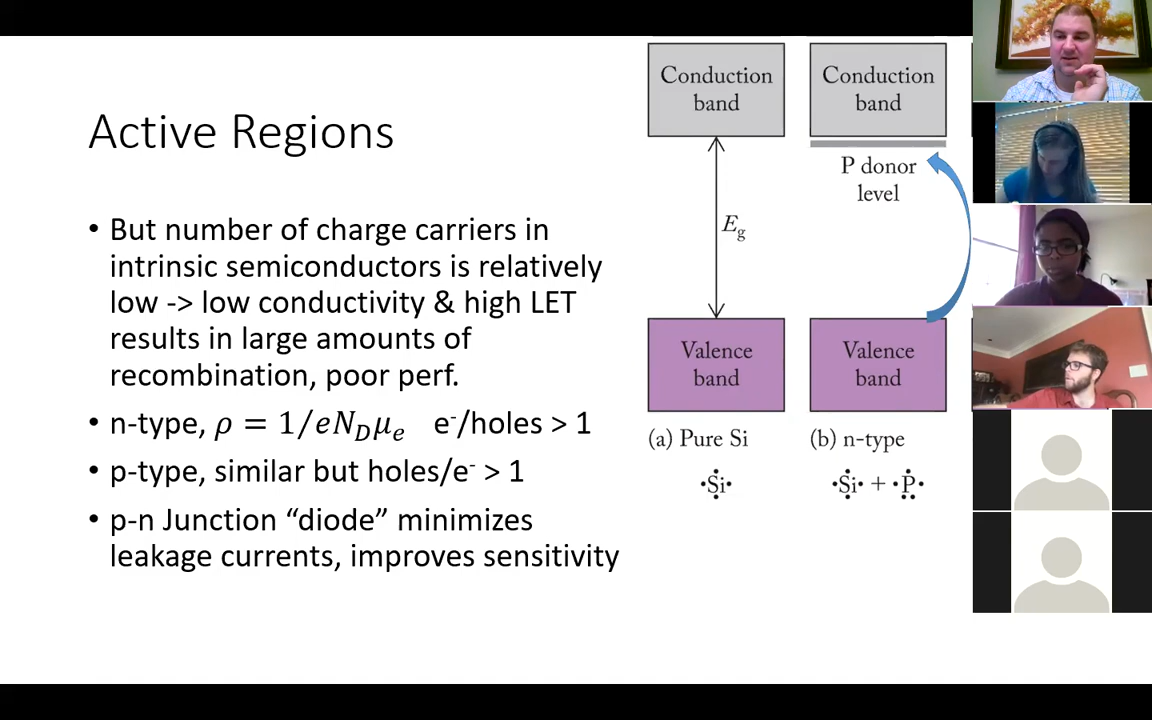 Active Regions
• But number of charge carriers in
intrinsic semiconductors is relatively
low -> low conductivity & high LET
results in large amounts of
recombination, poor perf.
• n-type, ρ = 1/eN_Dμ_e e⁻/holes > 1
• p-type, similar but holes/e⁻ > 1
• p-n Junction “diode” minimizes
leakage currents, improves sensitivity
Conduction
band
E_g
Valence
band
(a) Pure Si
·Si·
Conduction
band
P donor
level
Valence
band
(b) n-type
·Si· + ·P·